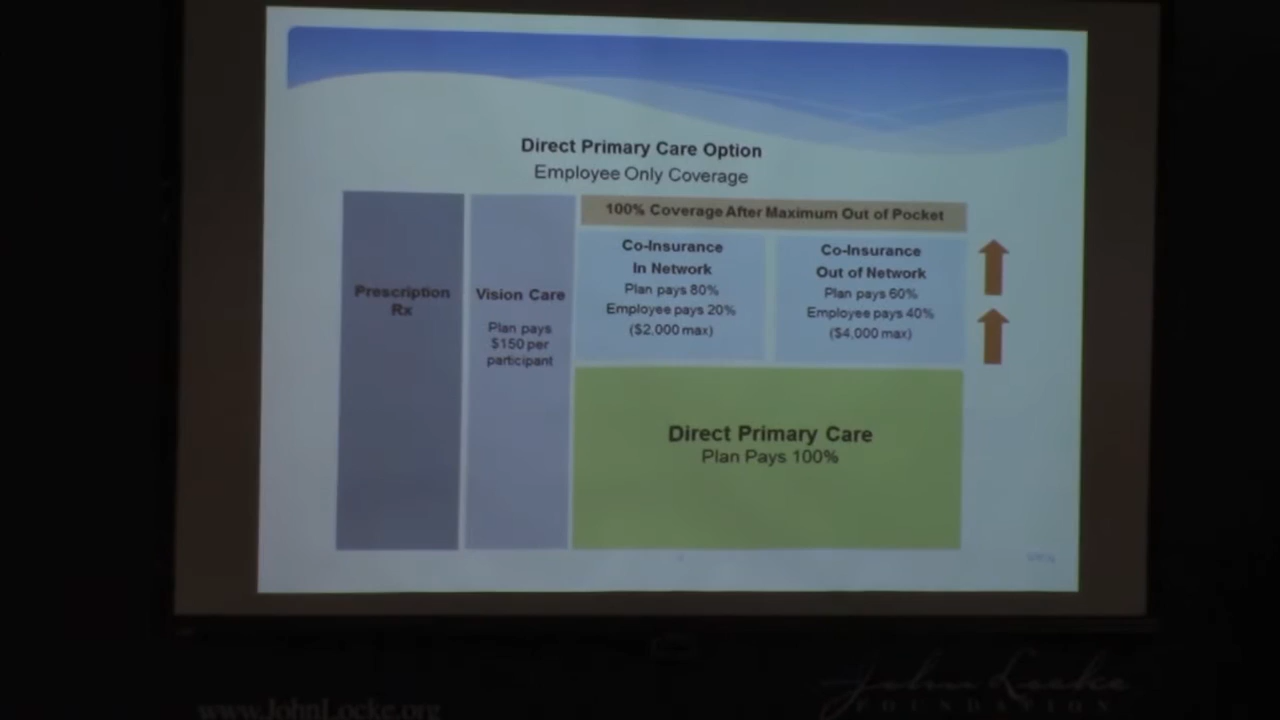 Direct Primary Care Option
Employee Only Coverage
Prescription
Rx
Vision Care
Plan pays
$150 per
participant
100% Coverage After Maximum Out of Pocket
Co-Insurance
In Network
Plan pays 80%
Employee pays 20%
($2,000 max)
Co-Insurance
Out of Network
Plan pays 60%
Employee pays 40%
($4,000 max)
Direct Primary Care
Plan Pays 100%
www.JohnLocke.org
John Locke
FOUNDATION